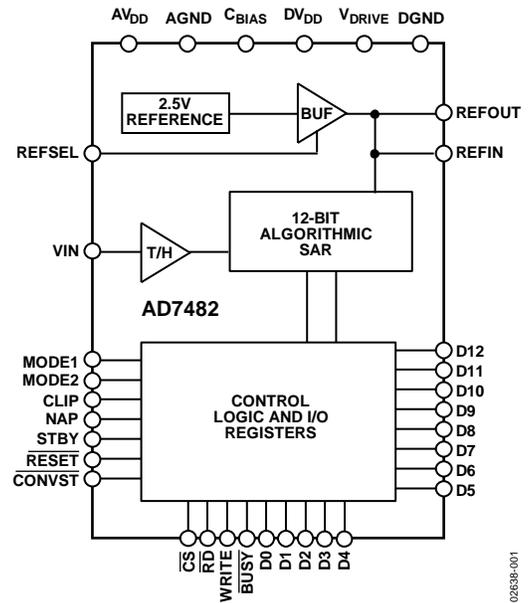 AVDD AGND CBIAS DVDD VDRIVE DGND
2.5V
REFERENCE
BUF
REFOUT
REFSEL
REFIN
12-BIT
ALGORITHMIC
SAR
VIN
T/H
AD7482
MODE1
MODE2
CLIP
NAP
STBY
RESET
CONVST
CONTROL
LOGIC AND I/O
REGISTERS
D12
D11
D10
D9
D8
D7
D6
D5
CS
RD
WRITE
BUSY
D0
D1
D2
D3
D4
02638-001